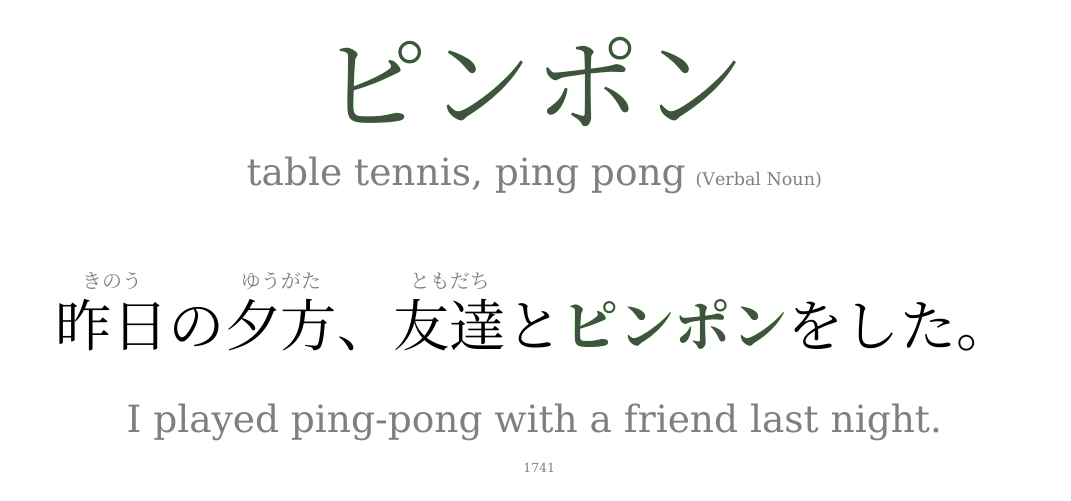 ピンポン
table tennis, ping pong (Verbal Noun)
きのう ゆうがた ともだち
昨日の夕方、友達とピンポンをした。
I played ping-pong with a friend last night.
1741